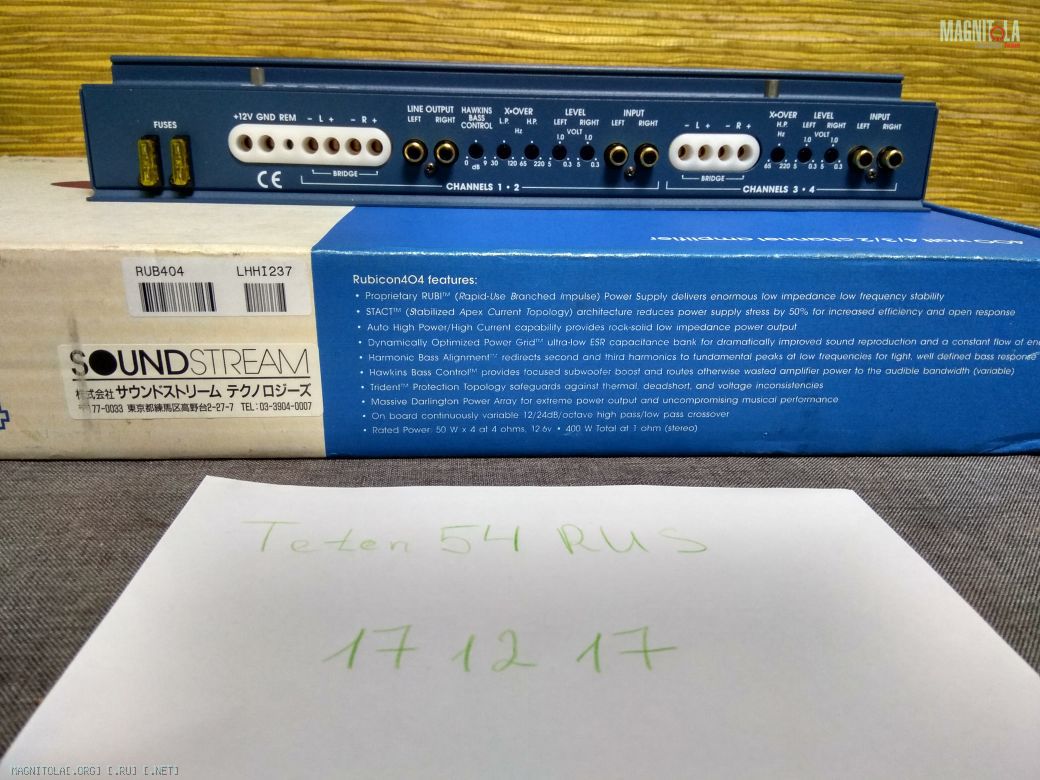 MAGNITOLA
Team
FUSES
+12V GND REM - L + - R +
BRIDGE
CE
LINE OUTPUT
LEFT RIGHT
HAWKINS
BASS
CONTROL
0 9
dB
X•OVER
L.P. H.P.
Hz
30 120 65 220
LEVEL
LEFT RIGHT
VOLT
1.0 1.0
5 0.3 5 0.3
INPUT
LEFT RIGHT
CHANNELS 1 • 2
- L + - R +
BRIDGE
X•OVER
H.P.
Hz
65 220
LEVEL
LEFT RIGHT
VOLT
1.0 1.0
5 0.3 5 0.3
INPUT
LEFT RIGHT
CHANNELS 3 • 4
400 watt 4/3/2 channel amplifier
RUB404 LHHI237
SOUNDSTREAM
株式会社 サウンドストリーム テクノロジーズ
〒177-0033 東京都練馬区高野台2-27-7 TEL:03-3904-0007
Rubicon404 features:
• Proprietary RUBI™ (Rapid-Use Branched Impulse) Power Supply delivers enormous low impedance low frequency stability
• STACT™ (Stabilized Apex Current Topology) architecture reduces power supply stress by 50% for increased efficiency and open response
• Auto High Power/High Current capability provides rock-solid low impedance power output
• Dynamically Optimized Power Grid™ ultra-low ESR capacitance bank for dramatically improved sound reproduction and a constant flow of
• Harmonic Bass Alignment™ redirects second and third harmonics to fundamental peaks at low frequencies for tight, well defined bass response
• Hawkins Bass Control™ provides focused subwoofer boost and routes otherwise wasted amplifier power to the audible bandwidth (variable)
• Trident™ Protection Topology safeguards against thermal, deadshort, and voltage inconsistencies
• Massive Darlington Power Array for extreme power output and uncompromising musical performance
• On board continuously variable 12/24dB/octave high pass/low pass crossover
• Rated Power: 50 W x 4 at 4 ohms, 12.6v • 400 W Total at 1 ohm (stereo)
Teten 54 RUS
17 12 17
MAGNITOLA[.ORG] [.RU] [.NET]